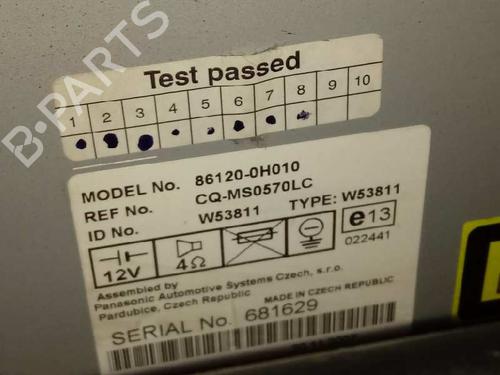 B-PARTS
Test passed
1 2 3 4 5 6 7 8 9 10
MODEL No. 86120-0H010
REF No. CQ-MS0570LC
ID No. W53811 TYPE: W53811
12V 4Ω e13
022441
Assembled by
Panasonic Automotive Systems Czech, s.r.o.
Pardubice, Czech Republic MADE IN CZECH REPUBLIC
SERIAL No. 681629